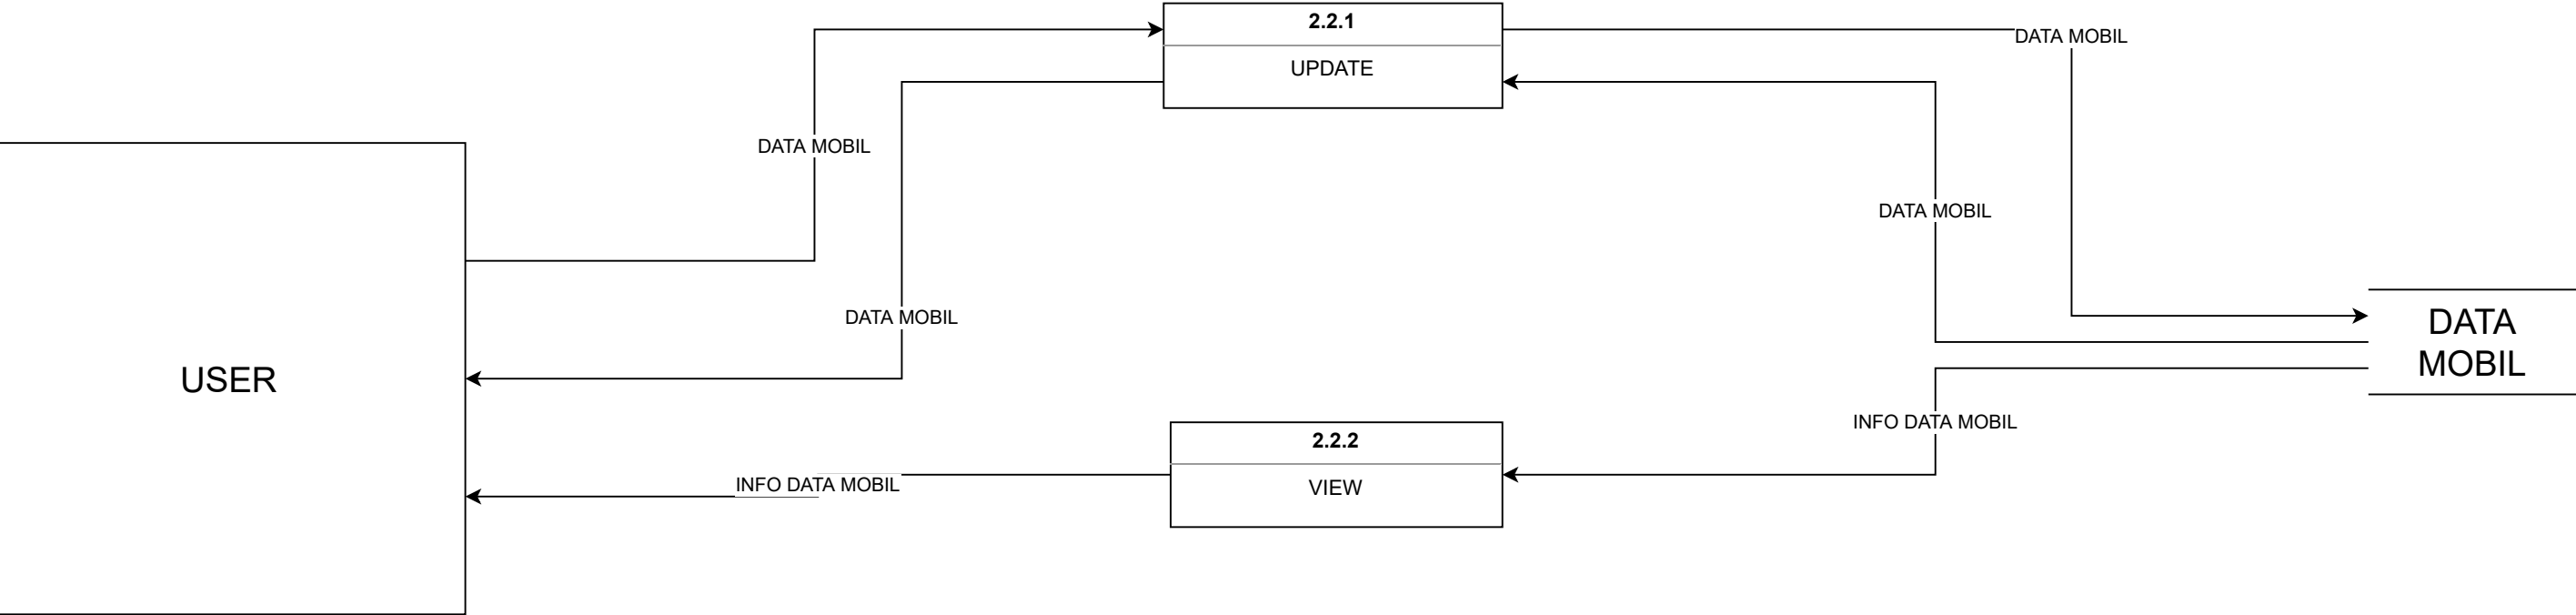 2.2.1
UPDATE
DATA MOBIL
DATA MOBIL
DATA MOBIL
DATA MOBIL
USER
DATA
MOBIL
INFO DATA MOBIL
2.2.2
VIEW
INFO DATA MOBIL